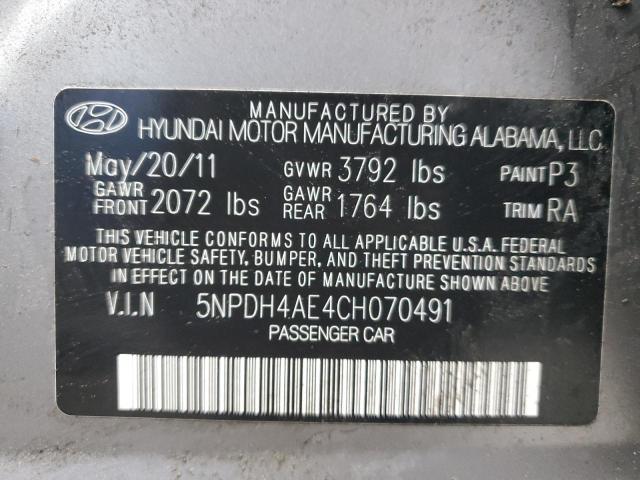 MANUFACTURED BY
HYUNDAI MOTOR MANUFACTURING ALABAMA, LLC
May/20/11 GVWR 3792 lbs PAINT P3
GAWR FRONT 2072 lbs GAWR REAR 1764 lbs TRIM RA
THIS VEHICLE CONFORMS TO ALL APPLICABLE U.S.A. FEDERAL
MOTOR VEHICLE SAFETY, BUMPER, AND THEFT PREVENTION STANDARDS
IN EFFECT ON THE DATE OF MANUFACTURE SHOWN ABOVE
V.I.N 5NPDH4AE4CH070491
PASSENGER CAR